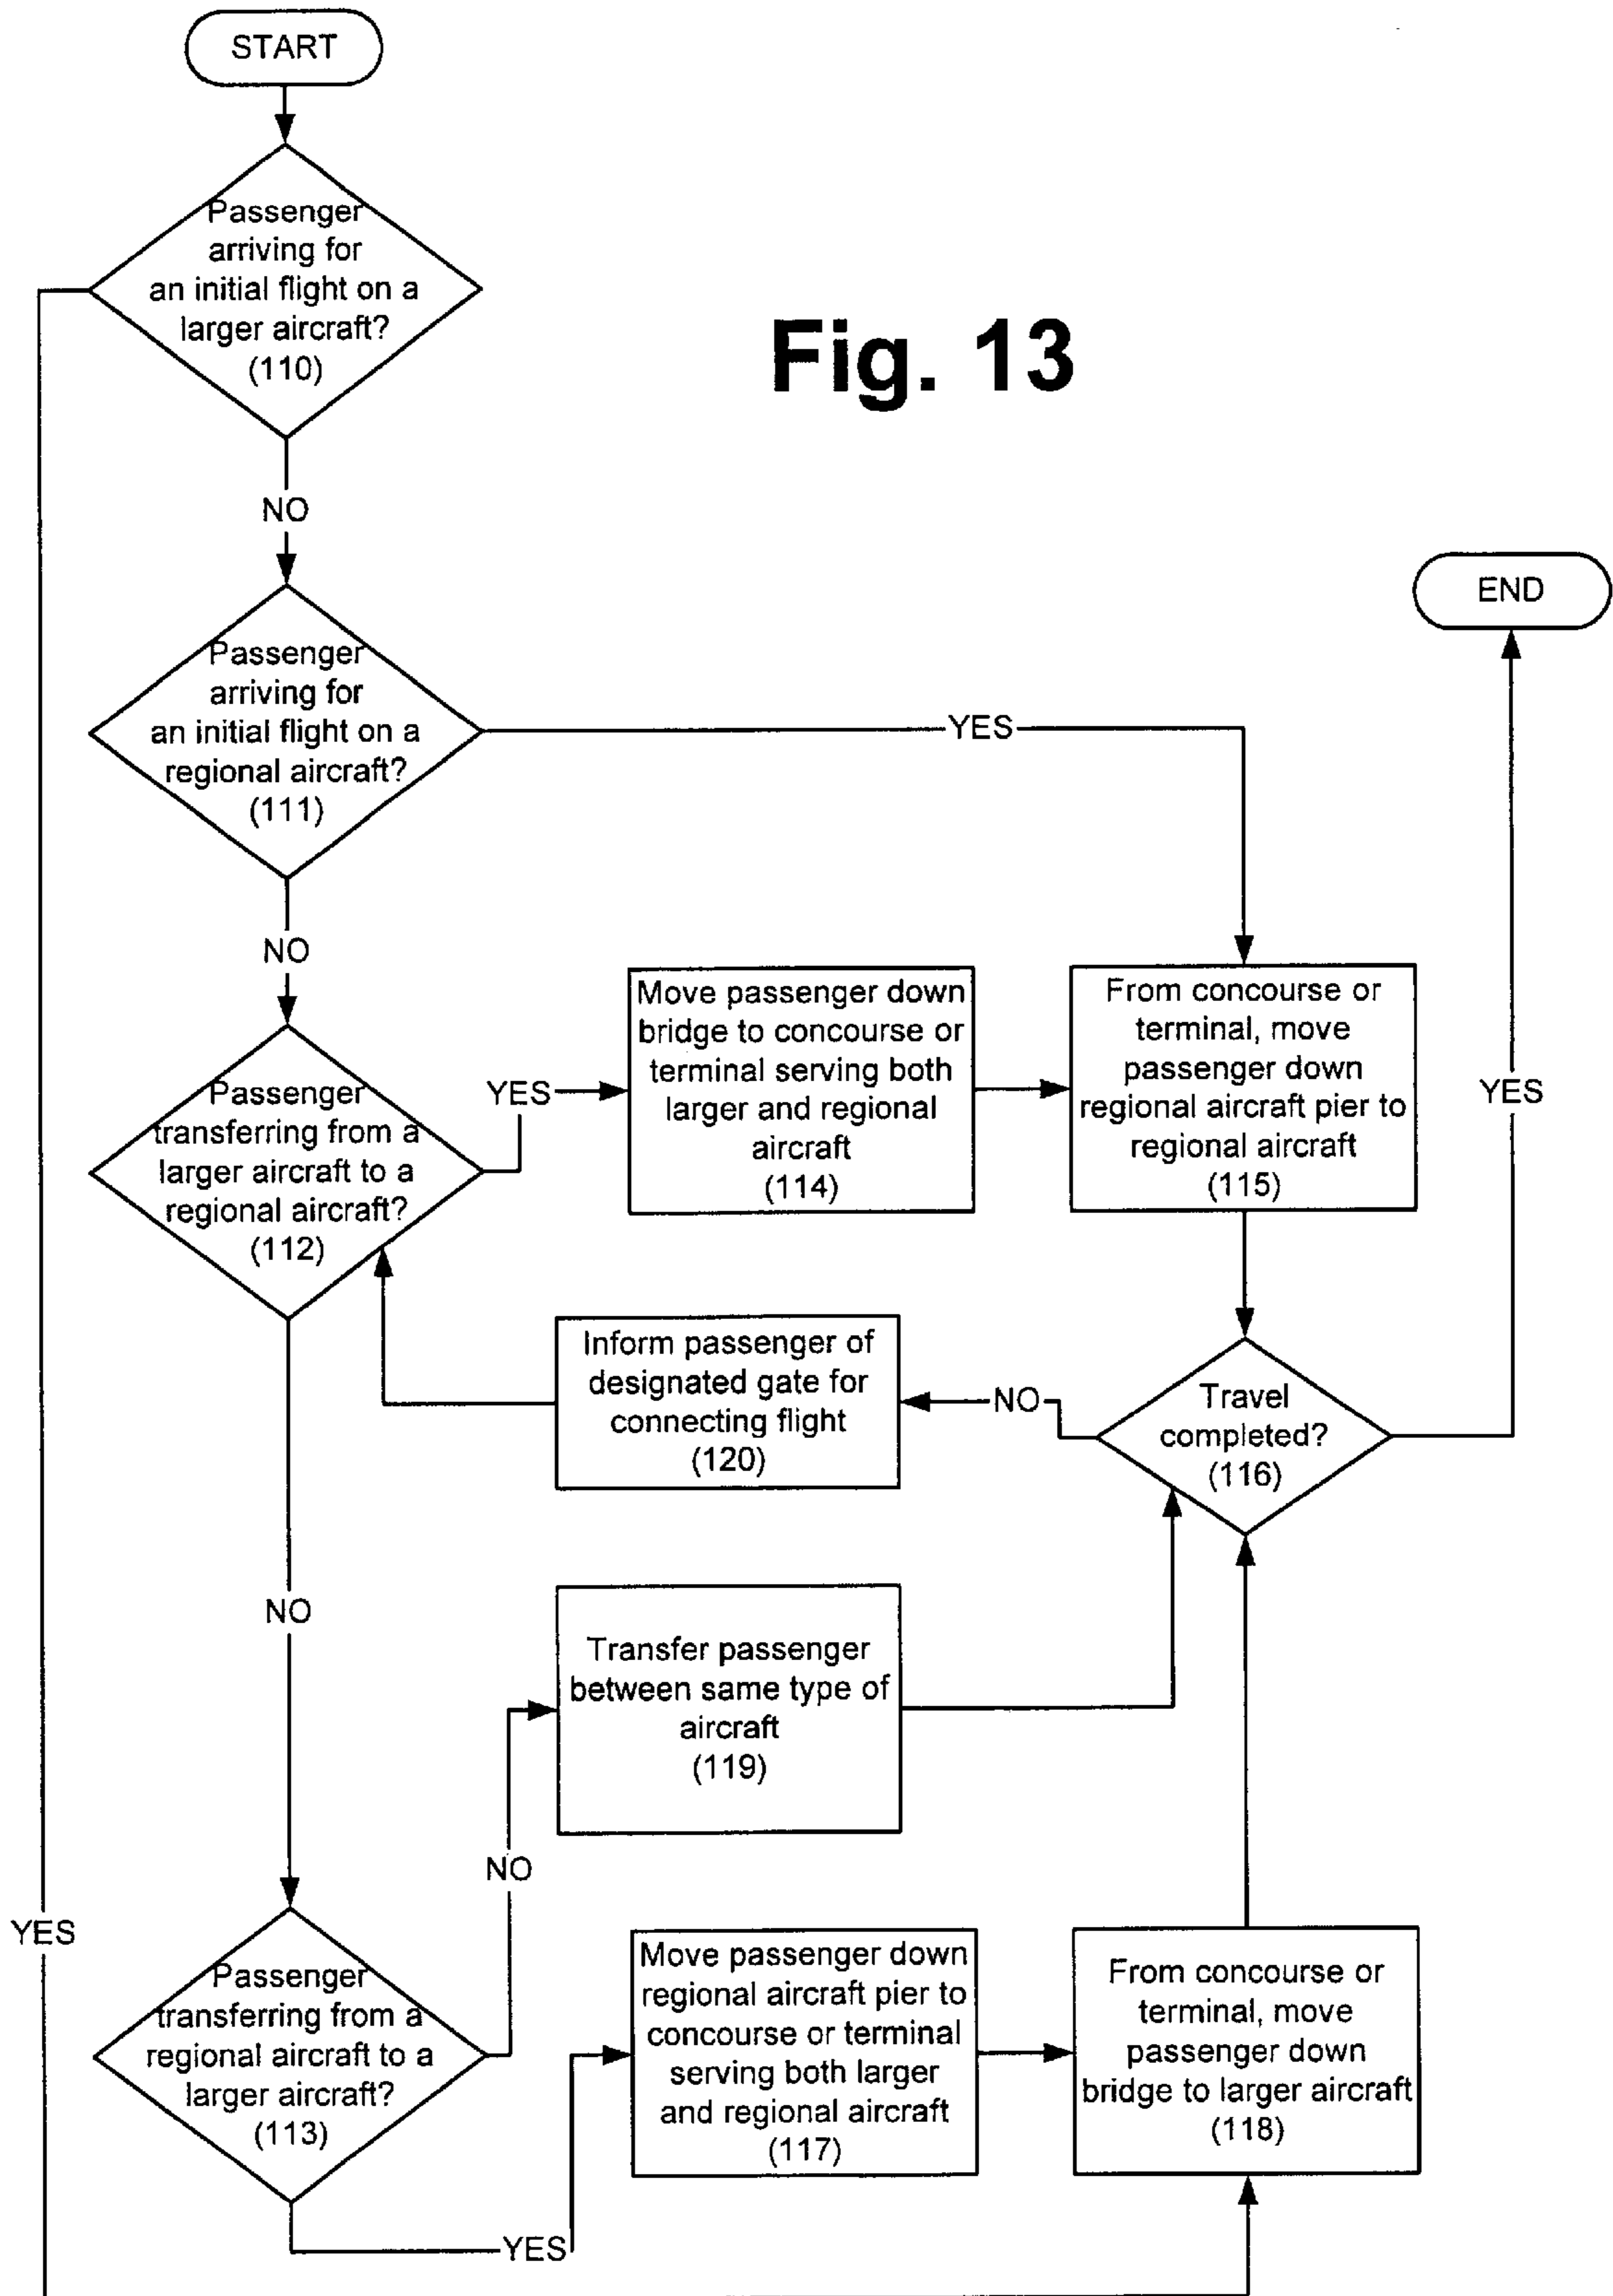 START
Passenger
arriving for
an initial flight on a
larger aircraft?
(110)
Fig. 13
NO
END
Passenger
arriving for
an initial flight on a
regional aircraft?
(111)
YES
NO
Move passenger down
bridge to concourse or
terminal serving both
larger and regional
aircraft
(114)
From concourse or
terminal, move
passenger down
regional aircraft pier to
regional aircraft
(115)
YES
Passenger
transferring from a
larger aircraft to a
regional aircraft?
(112)
YES
Inform passenger of
designated gate for
connecting flight
(120)
NO
Travel
completed?
(116)
NO
Transfer passenger
between same type of
aircraft
(119)
NO
YES
Passenger
transferring from a
regional aircraft to a
larger aircraft?
(113)
Move passenger down
regional aircraft pier to
concourse or terminal
serving both larger
and regional aircraft
(117)
From concourse or
terminal, move
passenger down
bridge to larger aircraft
(118)
YES